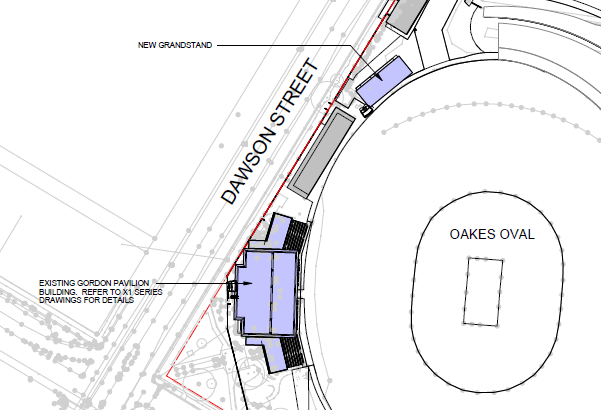 NEW GRANDSTAND
DAWSON STREET
OAKES OVAL
EXISTING GORDON PAVILION
BUILDING. REFER TO X1 SERIES
DRAWINGS FOR DETAILS